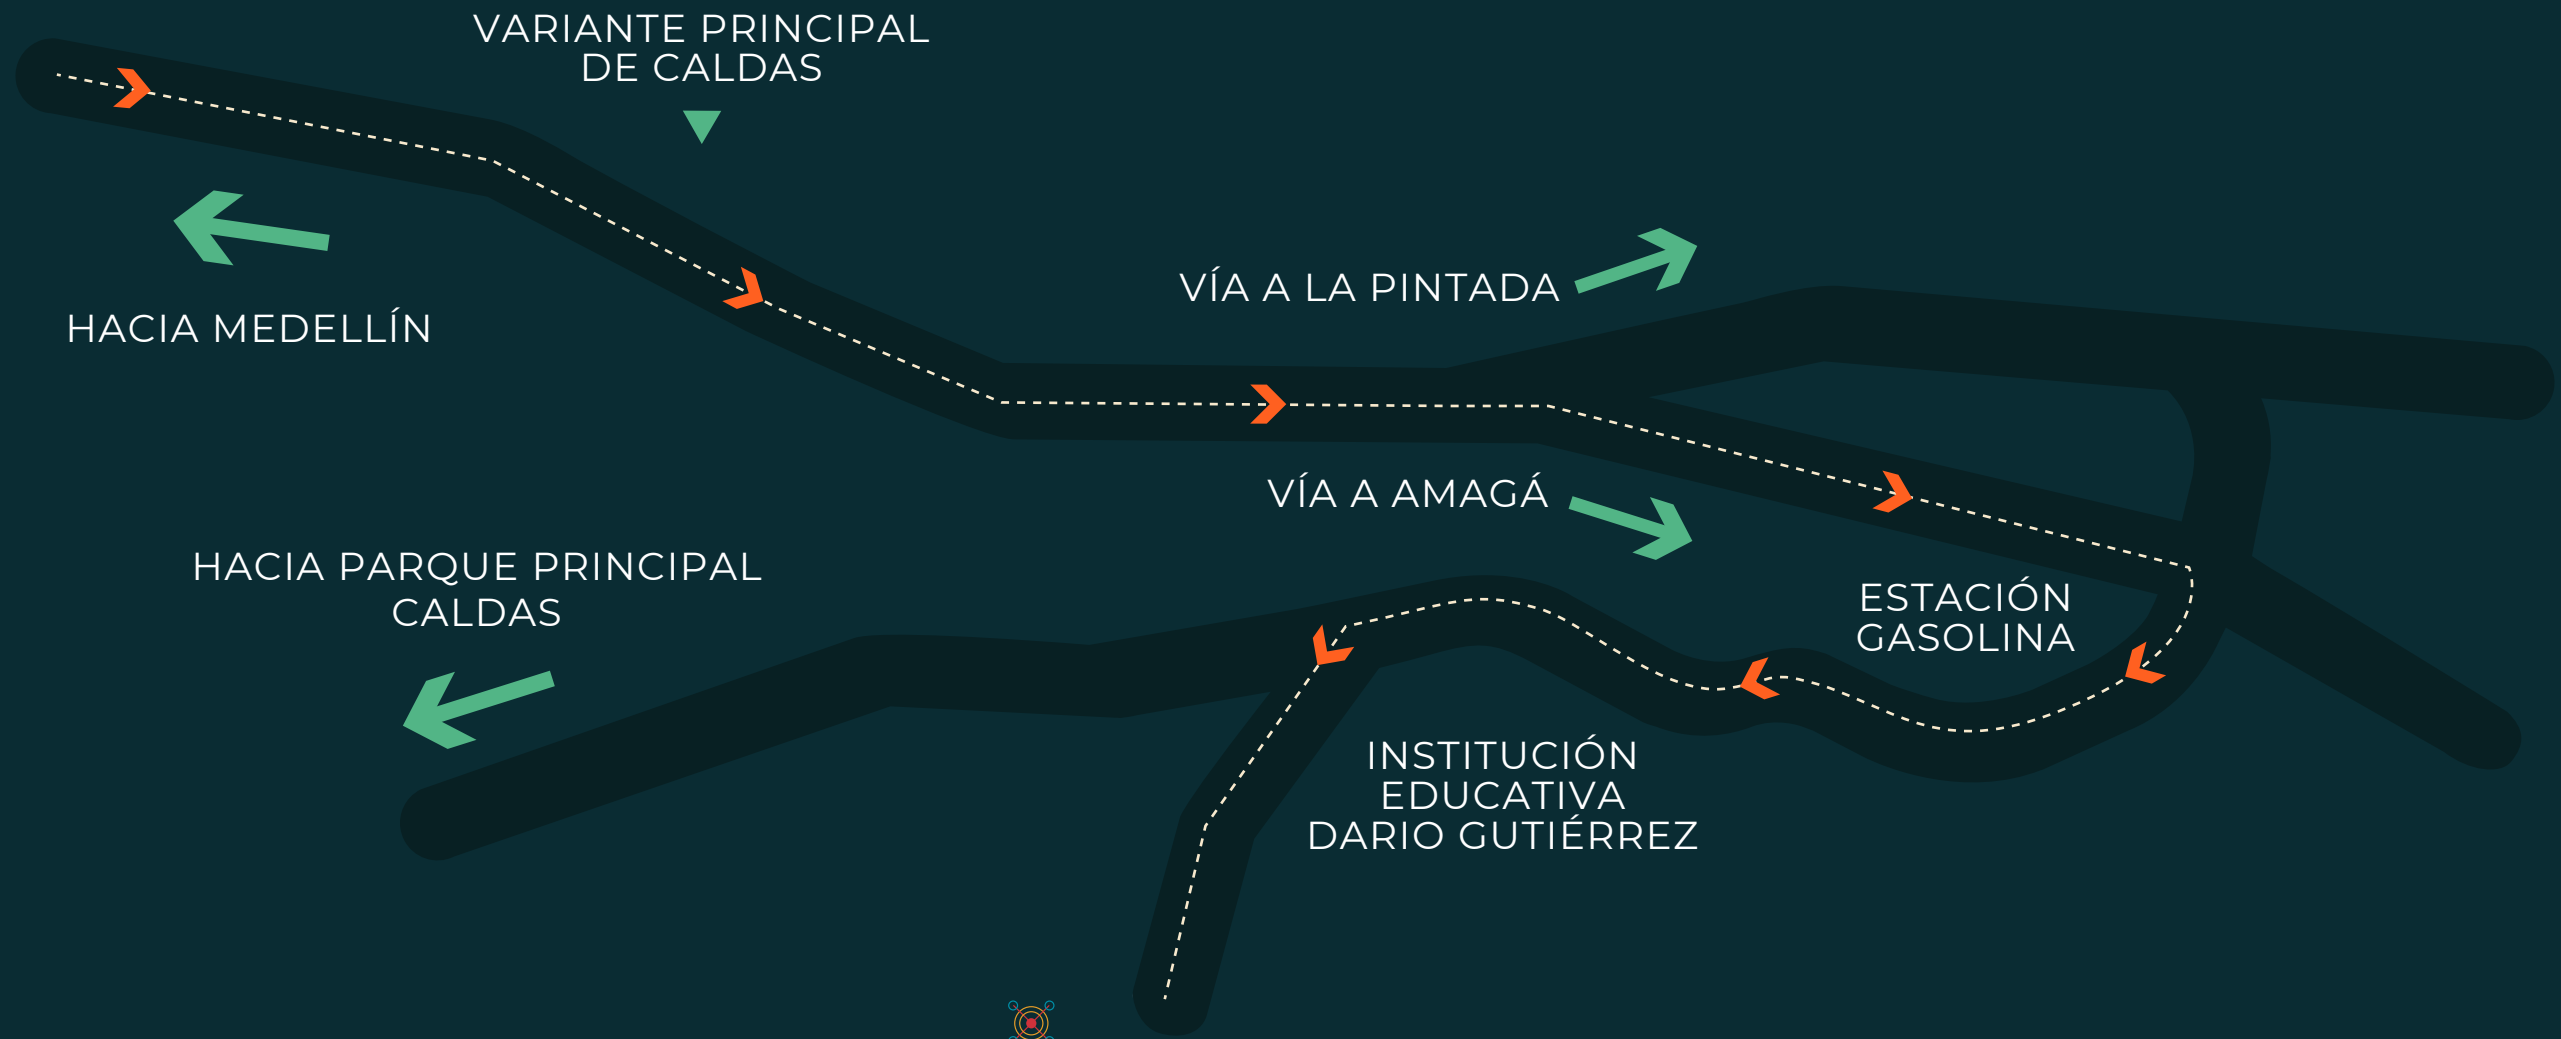 VARIANTE PRINCIPAL
DE CALDAS
HACIA MEDELLÍN
VÍA A LA PINTADA
VÍA A AMAGÁ
HACIA PARQUE PRINCIPAL
CALDAS
ESTACIÓN
GASOLINA
INSTITUCIÓN
EDUCATIVA
DARIO GUTIÉRREZ